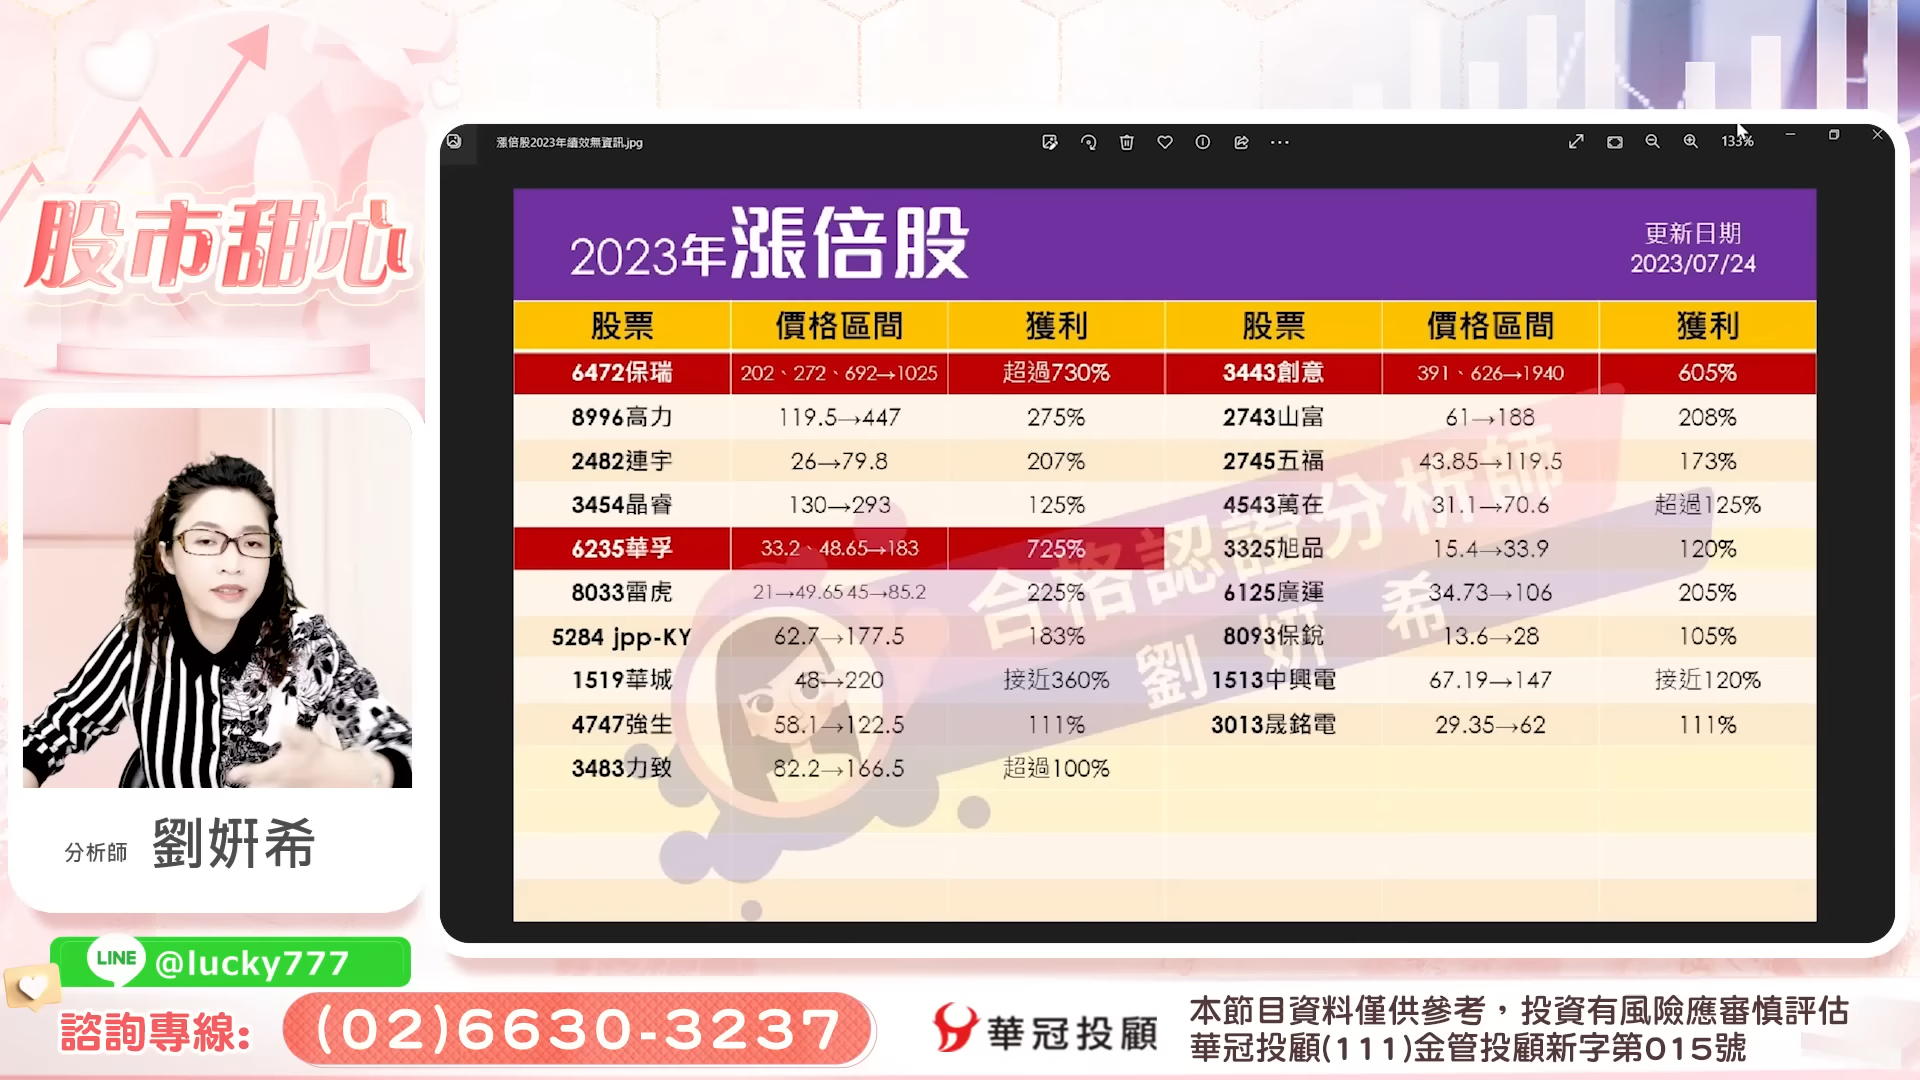 漲倍股2023年績效無資訊.jpg
133%
股市甜心
2023年漲倍股
更新日期
2023/07/24
股票 價格區間 獲利 股票 價格區間 獲利
6472保瑞 202、272、692→1025 超過730% 3443創意 391、626→1940 605%
8996高力 119.5→447 275% 2743山富 61→188 208%
2482連宇 26→79.8 207% 2745五福 43.85→119.5 173%
3454晶睿 130→293 125% 4543萬在 31.1→70.6 超過125%
6235華孚 33.2、48.65→183 725% 3325旭品 15.4→33.9 120%
8033雷虎 21→49.65 45→85.2 225% 6125廣運 34.73→106 205%
5284 jpp-KY 62.7→177.5 183% 8093保銳 13.6→28 105%
1519華城 48→220 接近360% 1513中興電 67.19→147 接近120%
4747強生 58.1→122.5 111% 3013晟銘電 29.35→62 111%
3483力致 82.2→166.5 超過100%
合格認證分析師
劉妍希
分析師 劉妍希
LINE @lucky777
諮詢專線: (02)6630-3237
華冠投顧
本節目資料僅供參考，投資有風險應審慎評估
華冠投顧(111)金管投顧新字第015號